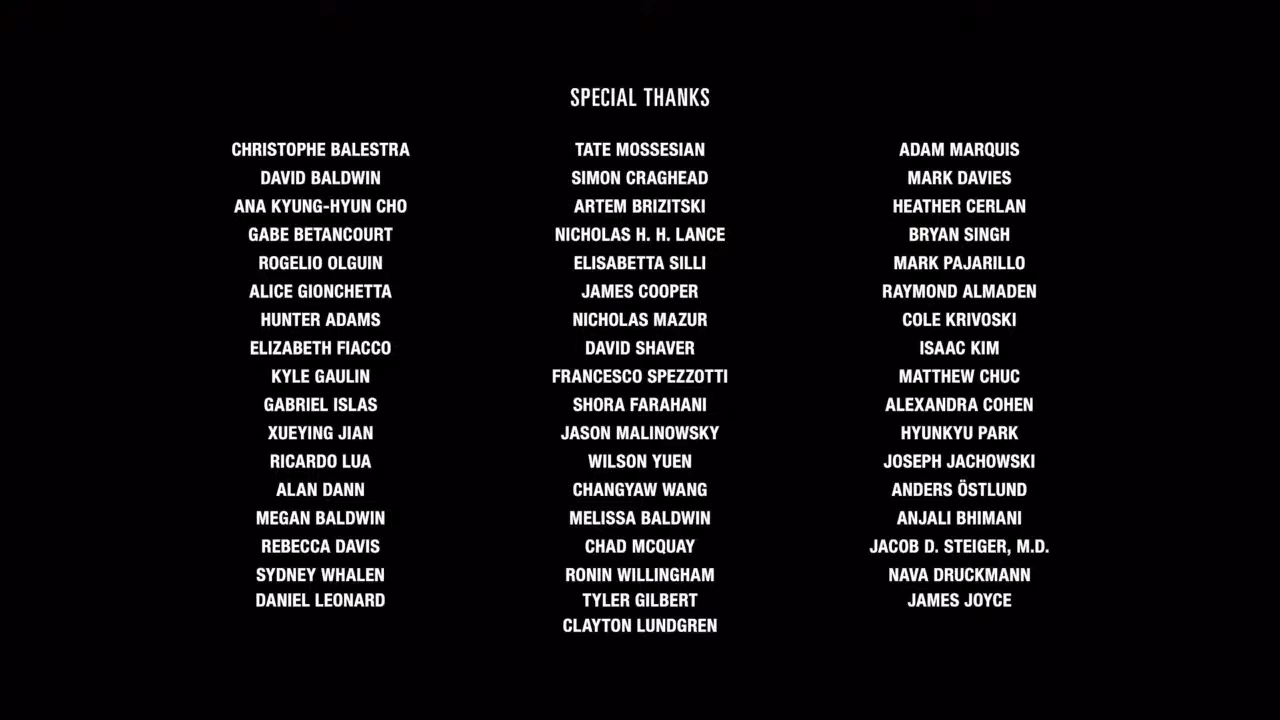 SPECIAL THANKS
CHRISTOPHE BALESTRA
DAVID BALDWIN
ANA KYUNG-HYUN CHO
GABE BETANCOURT
ROGELIO OLGUIN
ALICE GIONCHETTA
HUNTER ADAMS
ELIZABETH FIACCO
KYLE GAULIN
GABRIEL ISLAS
XUEYING JIAN
RICARDO LUA
ALAN DANN
MEGAN BALDWIN
REBECCA DAVIS
SYDNEY WHALEN
DANIEL LEONARD
TATE MOSSESIAN
SIMON CRAGHEAD
ARTEM BRIZITSKI
NICHOLAS H. H. LANCE
ELISABETTA SILLI
JAMES COOPER
NICHOLAS MAZUR
DAVID SHAVER
FRANCESCO SPEZZOTTI
SHORA FARAHANI
JASON MALINOWSKY
WILSON YUEN
CHANGYAW WANG
MELISSA BALDWIN
CHAD MCQUAY
RONIN WILLINGHAM
TYLER GILBERT
CLAYTON LUNDGREN
ADAM MARQUIS
MARK DAVIES
HEATHER CERLAN
BRYAN SINGH
MARK PAJARILLO
RAYMOND ALMADEN
COLE KRIVOSKI
ISAAC KIM
MATTHEW CHUC
ALEXANDRA COHEN
HYUNKYU PARK
JOSEPH JACHOWSKI
ANDERS ÖSTLUND
ANJALI BHIMANI
JACOB D. STEIGER, M.D.
NAVA DRUCKMANN
JAMES JOYCE